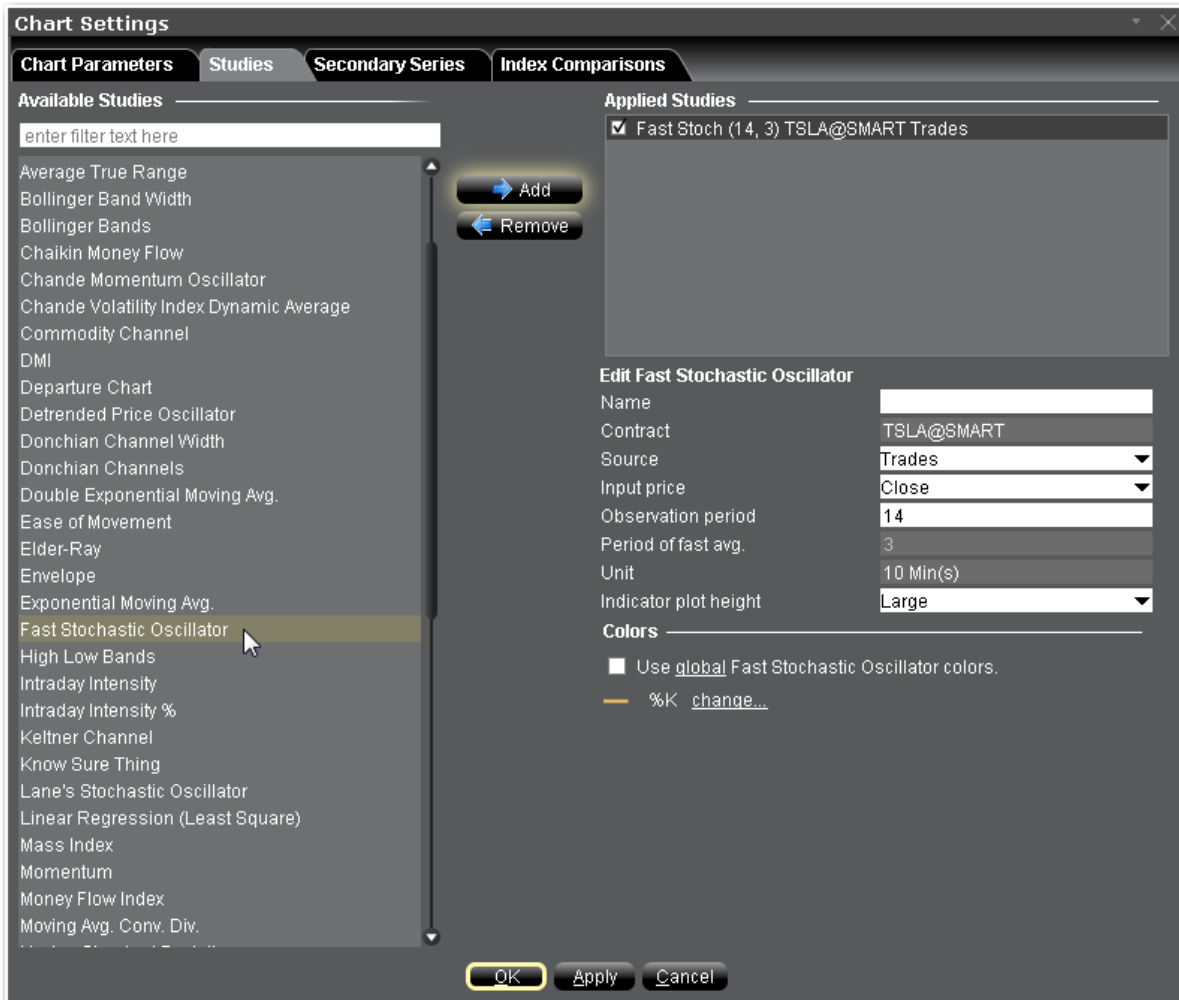 Chart Settings
Chart Parameters Studies Secondary Series Index Comparisons
Available Studies
enter filter text here
Average True Range
Bollinger Band Width
Bollinger Bands
Chaikin Money Flow
Chande Momentum Oscillator
Chande Volatility Index Dynamic Average
Commodity Channel
DMI
Departure Chart
Detrended Price Oscillator
Donchian Channel Width
Donchian Channels
Double Exponential Moving Avg.
Ease of Movement
Elder-Ray
Envelope
Exponential Moving Avg.
Fast Stochastic Oscillator
High Low Bands
Intraday Intensity
Intraday Intensity %
Keltner Channel
Know Sure Thing
Lane's Stochastic Oscillator
Linear Regression (Least Square)
Mass Index
Momentum
Money Flow Index
Moving Avg. Conv. Div.
Add
Remove
Applied Studies
Fast Stoch (14, 3) TSLA@SMART Trades
Edit Fast Stochastic Oscillator
Name
Contract TSLA@SMART
Source Trades
Input price Close
Observation period 14
Period of fast avg. 3
Unit 10 Min(s)
Indicator plot height Large
Colors
Use global Fast Stochastic Oscillator colors.
%K change...
OK Apply Cancel